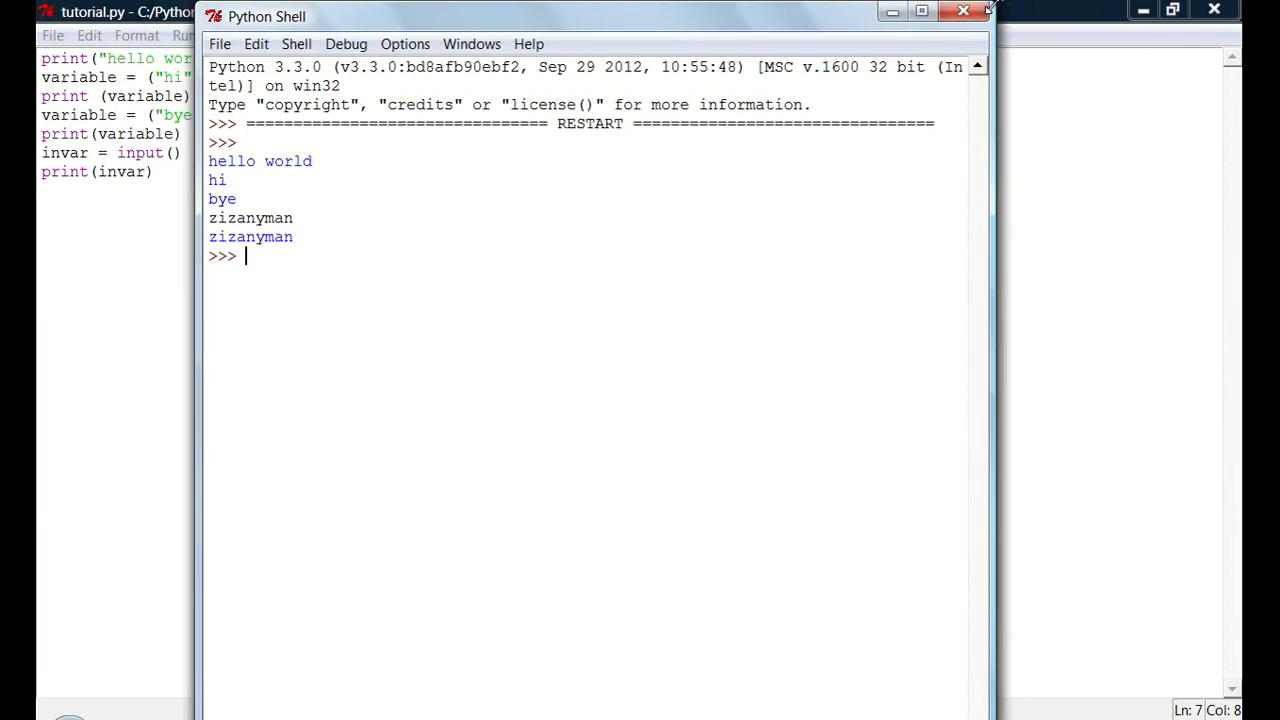 tutorial.py - C:/Pytho
File Edit Format Ru
print("hello wor
variable = ("hi"
print (variable)
variable = ("bye
print(variable)
invar = input()
print(invar)
Python Shell
File Edit Shell Debug Options Windows Help
Python 3.3.0 (v3.3.0:bd8afb90ebf2, Sep 29 2012, 10:55:48) [MSC v.1600 32 bit (In
tel)] on win32
Type "copyright", "credits" or "license()" for more information.
>>> ================================ RESTART ================================
>>>
hello world
hi
bye
zizanyman
zizanyman
>>>
Ln: 7 Col: 8